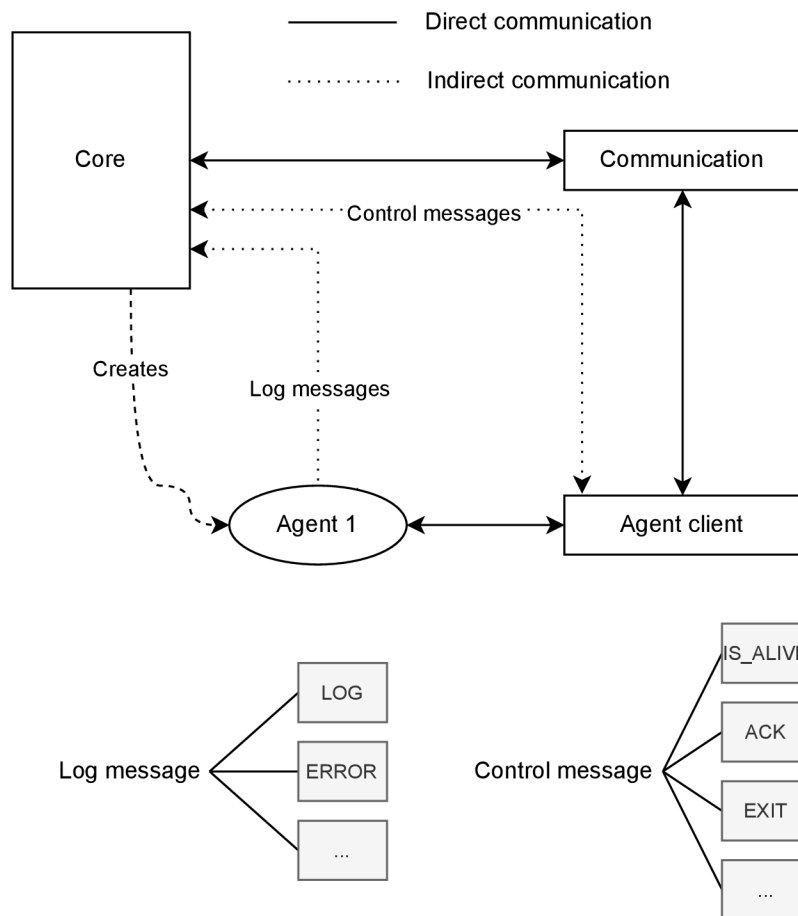 Direct communication
Indirect communication
Core
Communication
Control messages
Creates
Log messages
Agent 1
Agent client
IS_ALIV
LOG
ACK
Log message
ERROR
Control message
EXIT
...
...